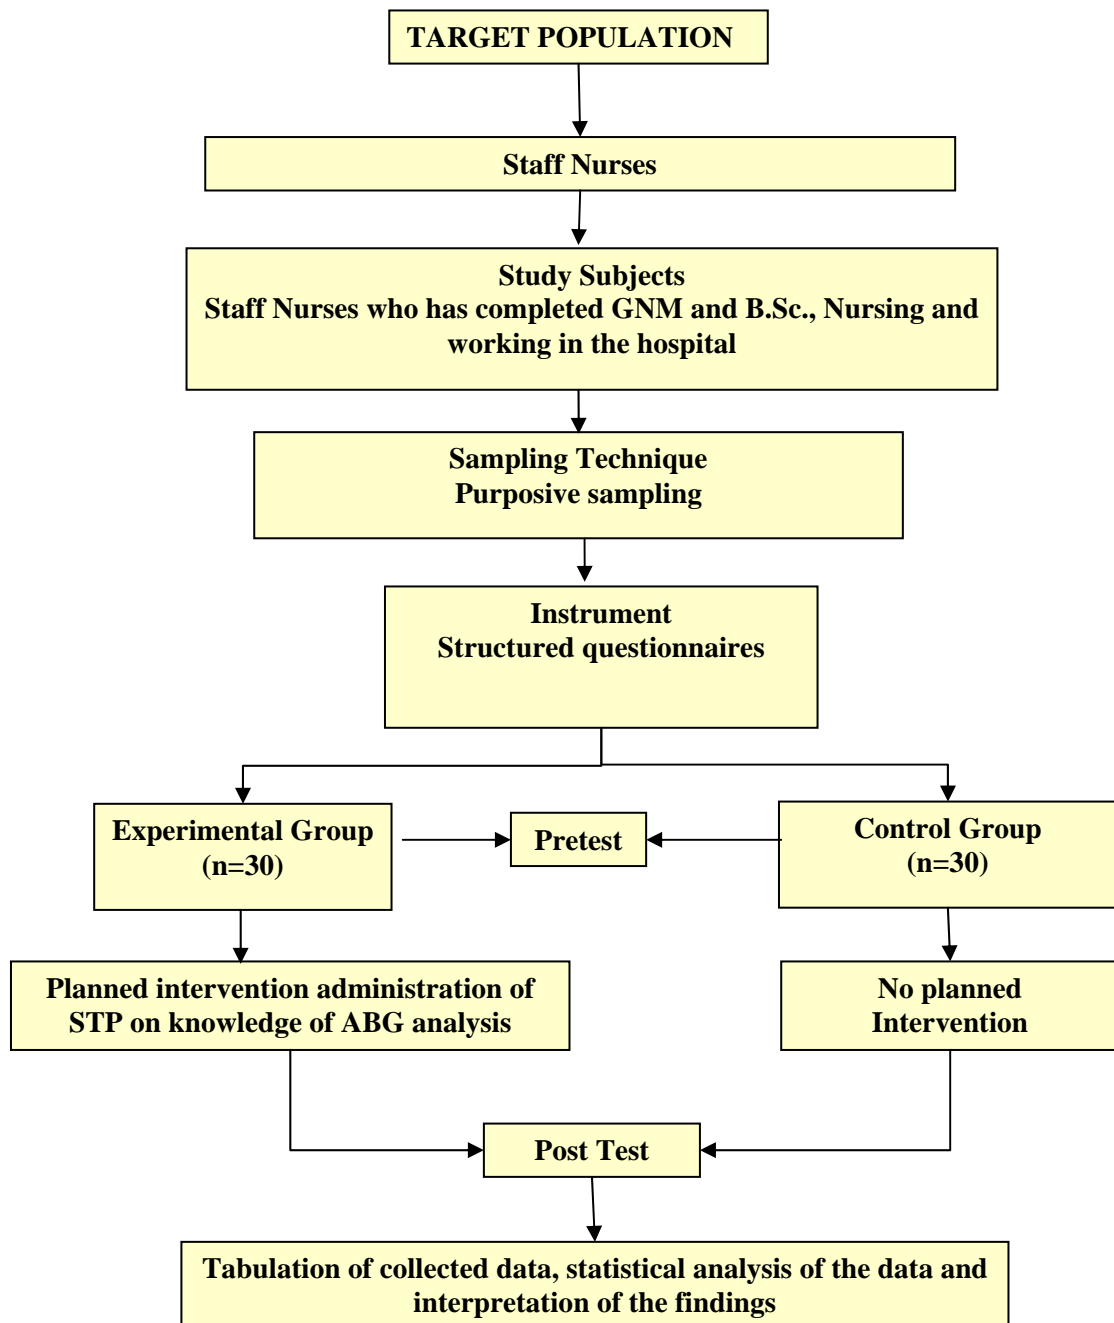 TARGET POPULATION
Staff Nurses
Study Subjects
Staff Nurses who has completed GNM and B.Sc., Nursing and
working in the hospital
Sampling Technique
Purposive sampling
Instrument
Structured questionnaires
Experimental Group
(n=30)
Pretest
Control Group
(n=30)
Planned intervention administration of
STP on knowledge of ABG analysis
No planned
Intervention
Post Test
Tabulation of collected data, statistical analysis of the data and
interpretation of the findings